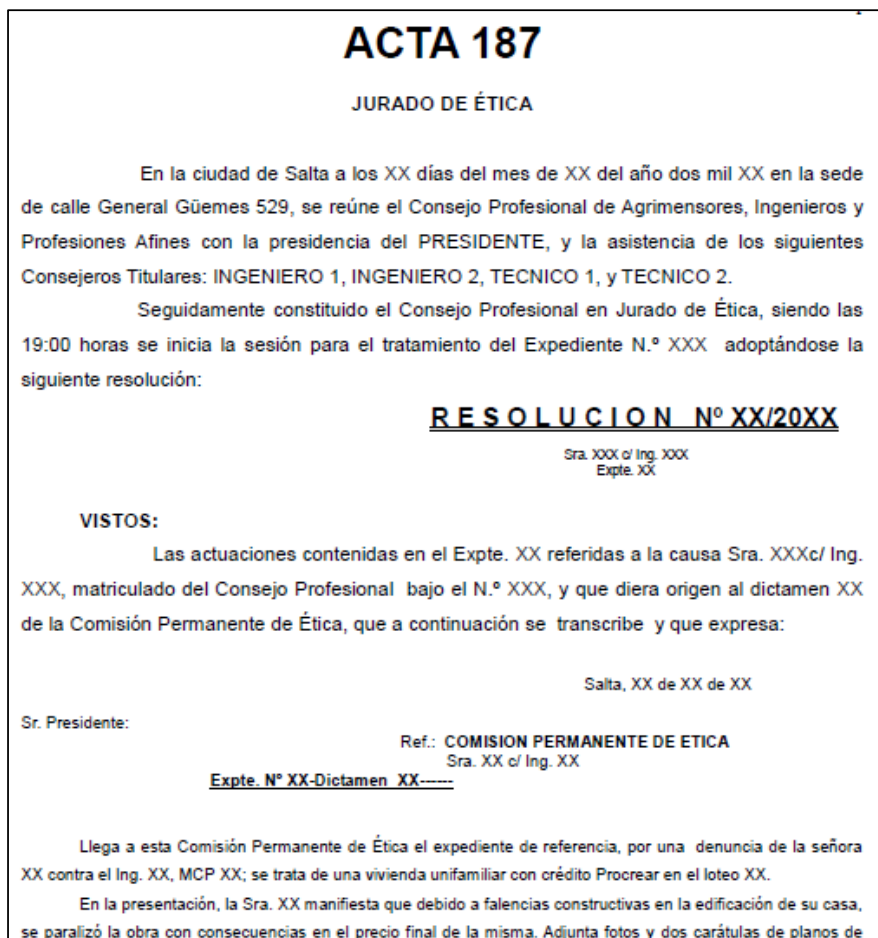 ACTA 187
JURADO DE ÉTICA
En la ciudad de Salta a los XX días del mes de XX del año dos mil XX en la sede
de calle General Güemes 529, se reúne el Consejo Profesional de Agrimensores, Ingenieros y
Profesiones Afines con la presidencia del PRESIDENTE, y la asistencia de los siguientes
Consejeros Titulares: INGENIERO 1, INGENIERO 2, TECNICO 1, y TECNICO 2.
Seguidamente constituido el Consejo Profesional en Jurado de Ética, siendo las
19:00 horas se inicia la sesión para el tratamiento del Expediente N.º XXX adoptándose la
siguiente resolución:
R E S O L U C I O N Nº XX/20XX
Sra. XXX c/ Ing. XXX
Expte. XX
VISTOS:
Las actuaciones contenidas en el Expte. XX referidas a la causa Sra. XXXc/ Ing.
XXX, matriculado del Consejo Profesional bajo el N.º XXX, y que diera origen al dictamen XX
de la Comisión Permanente de Ética, que a continuación se transcribe y que expresa:
Salta, XX de XX de XX
Sr. Presidente:
Ref.: COMISION PERMANENTE DE ETICA
Sra. XX c/ Ing. XX
Expte. Nº XX-Dictamen XX------
Llega a esta Comisión Permanente de Ética el expediente de referencia, por una denuncia de la señora
XX contra el Ing. XX, MCP XX; se trata de una vivienda unifamiliar con crédito Procrear en el loteo XX.
En la presentación, la Sra. XX manifiesta que debido a falencias constructivas en la edificación de su casa,
se paralizó la obra con consecuencias en el precio final de la misma. Adjunta fotos y dos carátulas de planos de